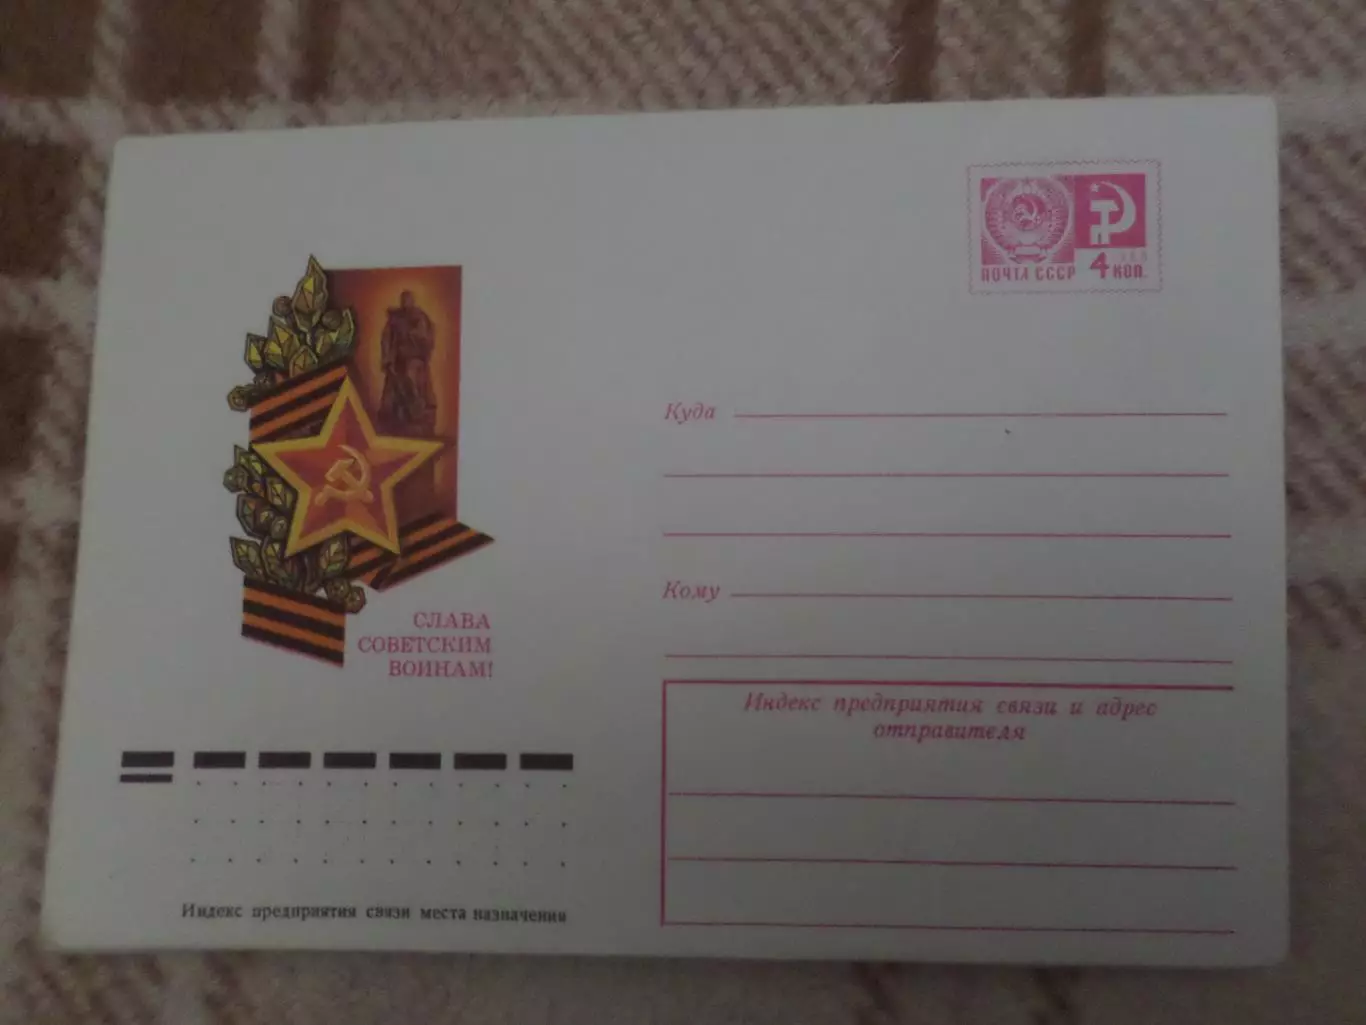 ПОЧТА СССР 4 КОП.
Куда
Кому
СЛАВА
СОВЕТСКИМ
ВОИНАМ!
Индекс предприятия связи и адрес
отправителя
Индекс предприятия связи места назначения